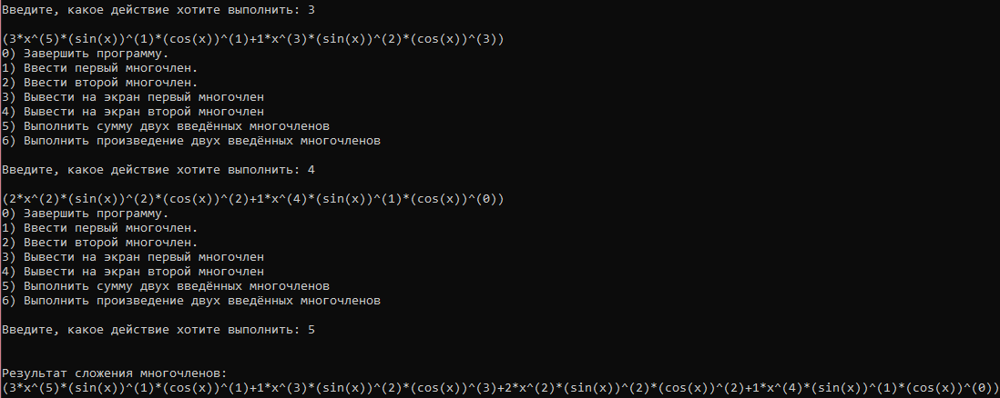 Введите, какое действие хотите выполнить: 3
(3*x^(5)*(sin(x))^(1)*(cos(x))^(1)+1*x^(3)*(sin(x))^(2)*(cos(x))^(3))
0) Завершить программу.
1) Ввести первый многочлен.
2) Ввести второй многочлен.
3) Вывести на экран первый многочлен
4) Вывести на экран второй многочлен
5) Выполнить сумму двух введённых многочленов
6) Выполнить произведение двух введённых многочленов
Введите, какое действие хотите выполнить: 4
(2*x^(2)*(sin(x))^(2)*(cos(x))^(2)+1*x^(4)*(sin(x))^(1)*(cos(x))^(0))
0) Завершить программу.
1) Ввести первый многочлен.
2) Ввести второй многочлен.
3) Вывести на экран первый многочлен
4) Вывести на экран второй многочлен
5) Выполнить сумму двух введённых многочленов
6) Выполнить произведение двух введённых многочленов
Введите, какое действие хотите выполнить: 5
Результат сложения многочленов:
(3*x^(5)*(sin(x))^(1)*(cos(x))^(1)+1*x^(3)*(sin(x))^(2)*(cos(x))^(3)+2*x^(2)*(sin(x))^(2)*(cos(x))^(2)+1*x^(4)*(sin(x))^(1)*(cos(x))^(0))